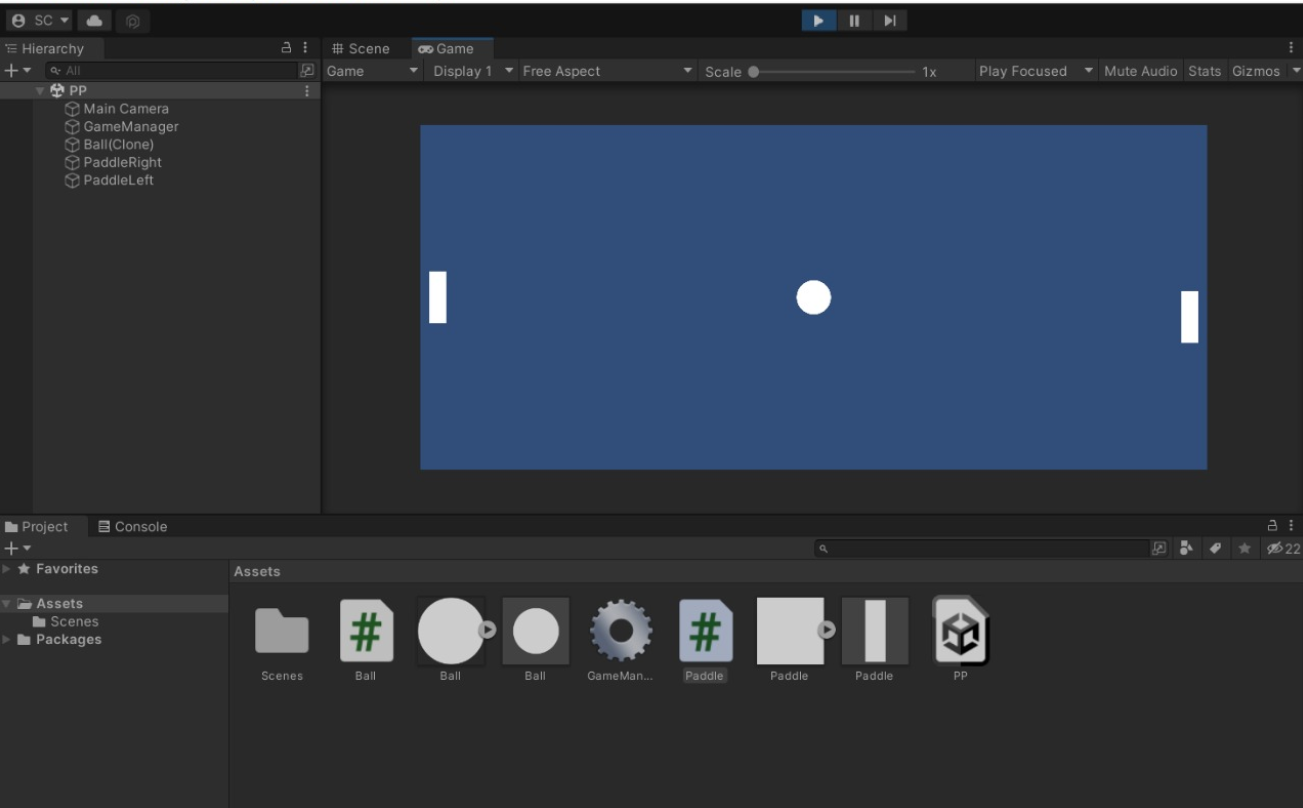 SC
Hierarchy
Scene
Game
All
Game
Display 1
Free Aspect
Scale
1x
Play Focused
Mute Audio
Stats
Gizmos
PP
Main Camera
GameManager
Ball(Clone)
PaddleRight
PaddleLeft
Project
Console
22
Favorites
Assets
Scenes
Packages
Assets
Scenes
Ball
Ball
Ball
GameMan...
Paddle
Paddle
Paddle
PP